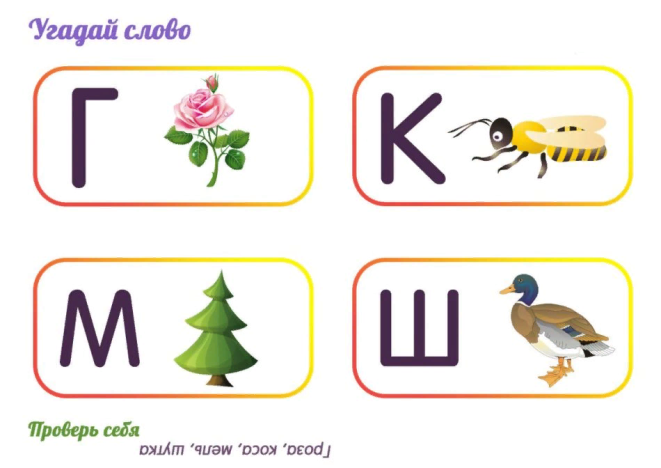 Угадай слово
Г
К
М
Ш
Проверь себя
Гроза, коса, мель, шутка